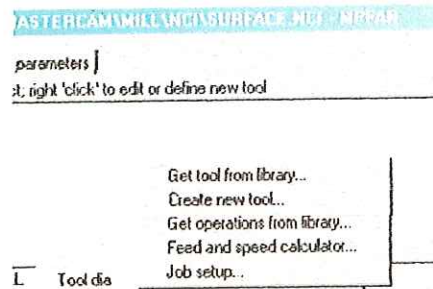 ASTERCAM\MILL\NCI\SURFACE.NCI - MPFAN
parameters
ct; right 'click' to edit or define new tool
Get tool from library...
Create new tool...
Get operations from library...
Feed and speed calculator...
Job setup...
L Tool dia